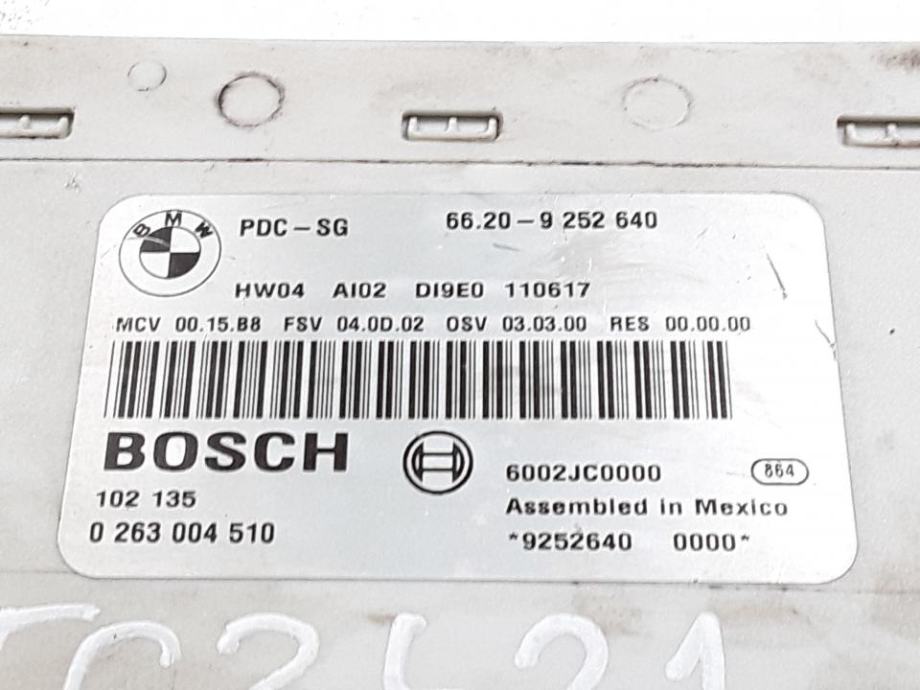 BMW PDC-SG 66.20-9 252 640
HW04 AI02 DI9E0 110617
MCV 00.15.B8 FSV 04.0D.02 OSV 03.03.00 RES 00.00.00
BOSCH
6002JC0000 864
102 135 Assembled in Mexico
0 263 004 510 *9252640 0000*